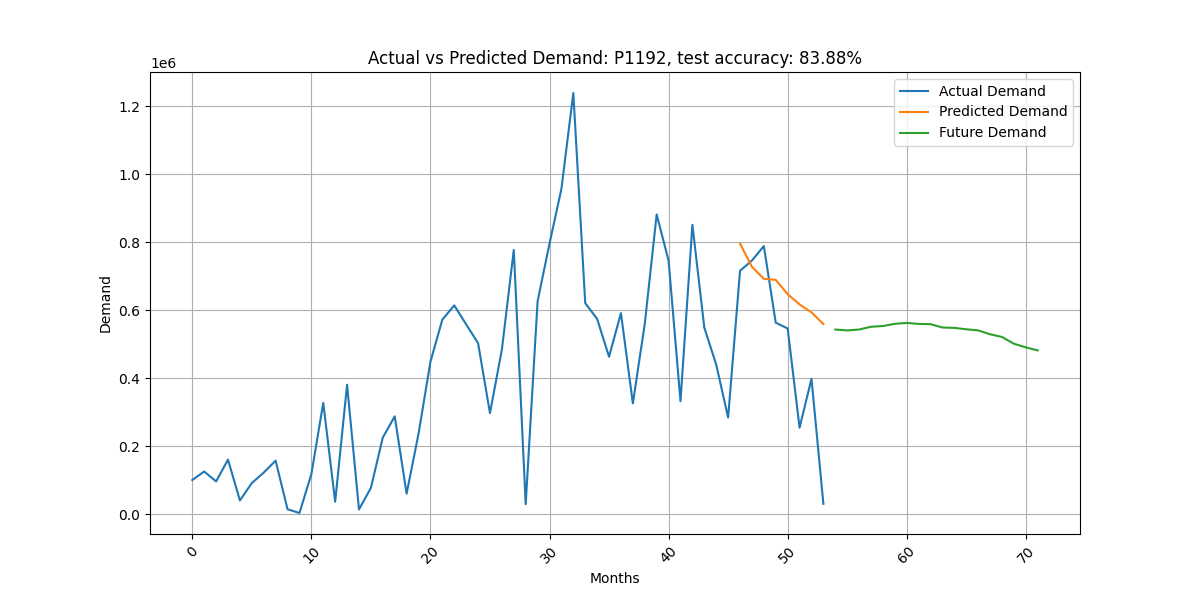 Actual vs Predicted Demand: P1192, test accuracy: 83.88%
1e6
Actual Demand
Predicted Demand
Future Demand
1.2
1.0
0.8
0.6
0.4
0.2
0.0
Demand
0 10 20 30 40 50 60 70
Months